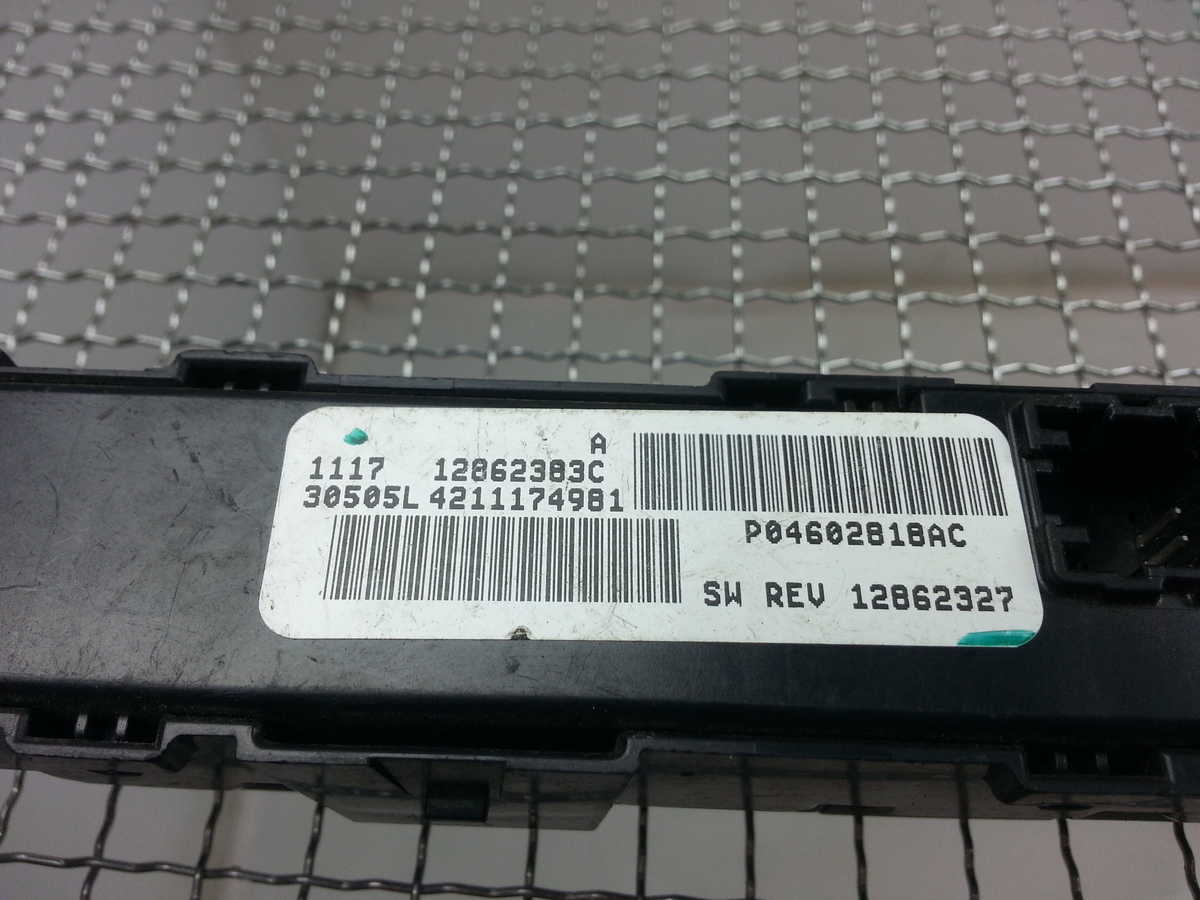 A
1117 12862383C
30505L 4211174981
P04602818AC
SW REV 12862327